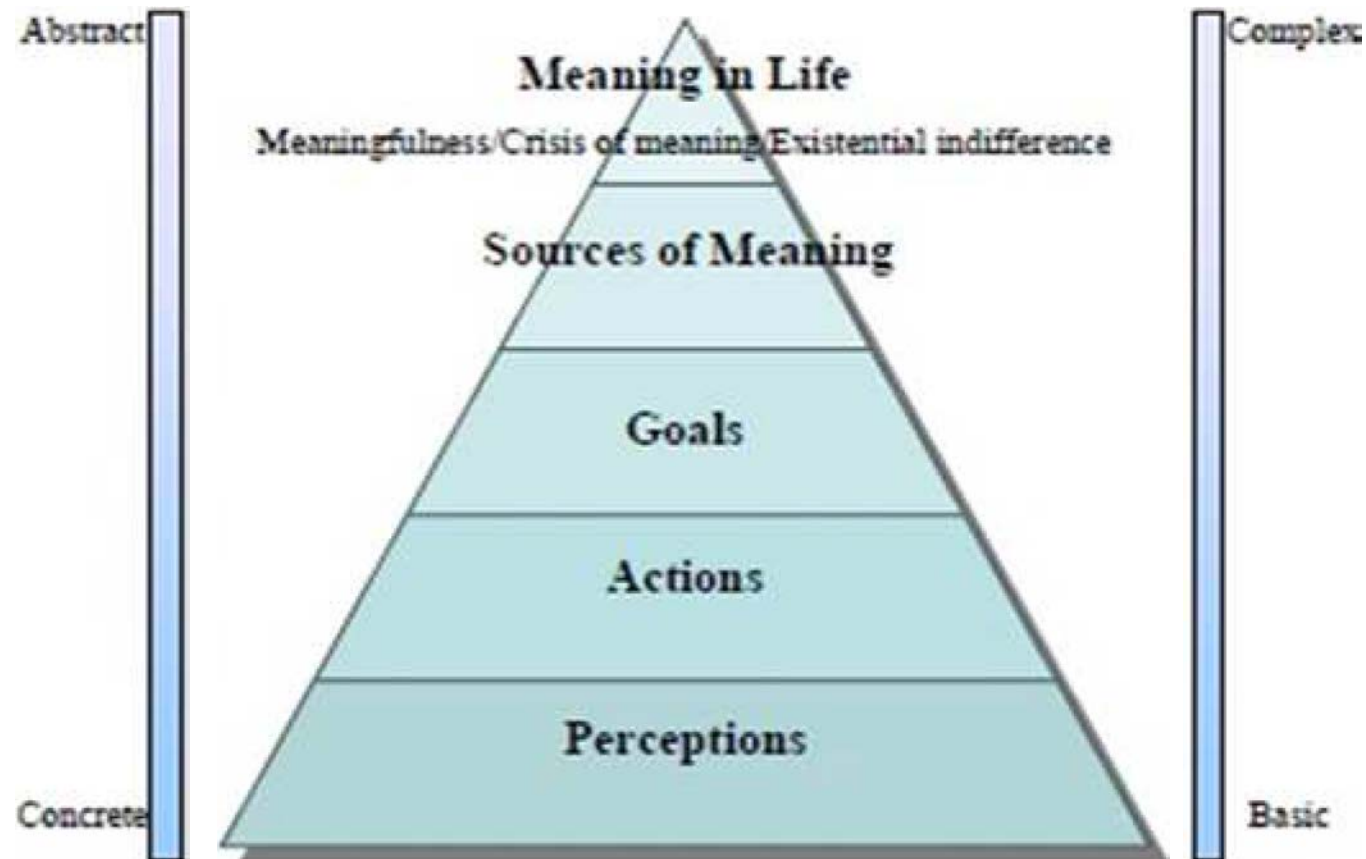 Abstract
Complex
Meaning in Life
Meaningfulness/Crisis of meaning/Existential indifference
Sources of Meaning
Goals
Actions
Perceptions
Concrete
Basic